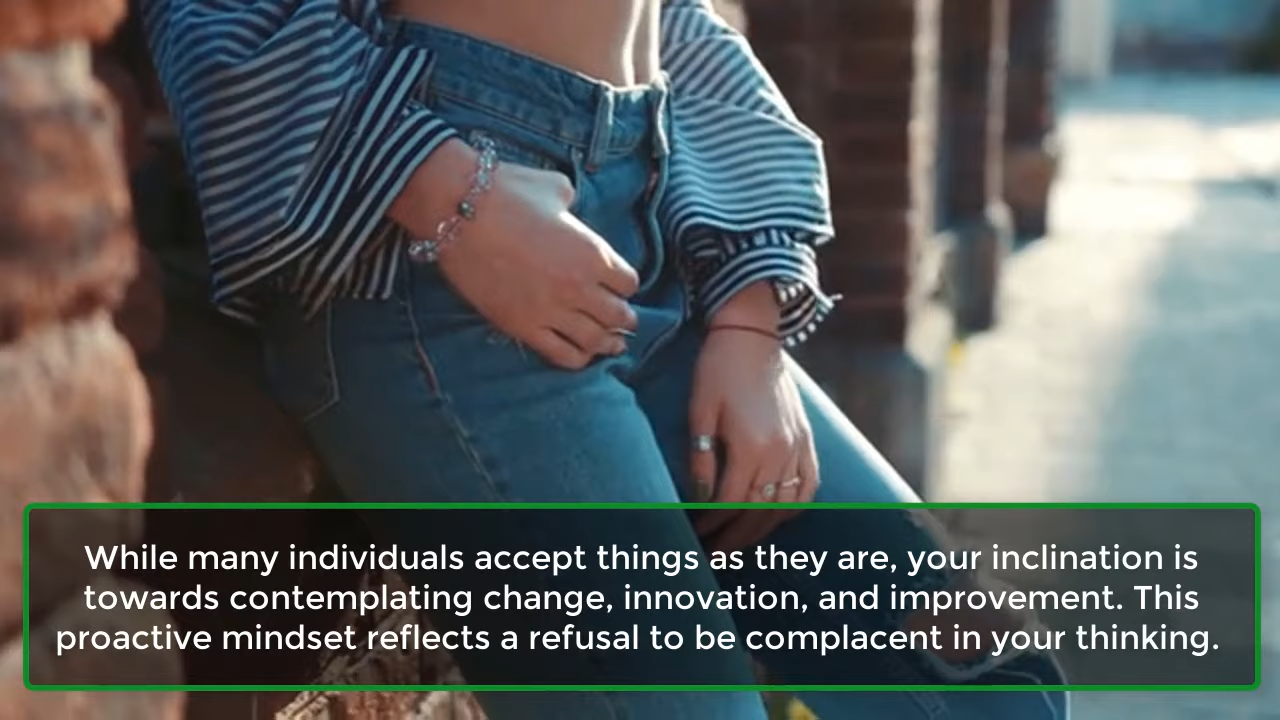 While many individuals accept things as they are, your inclination is
towards contemplating change, innovation, and improvement. This
proactive mindset reflects a refusal to be complacent in your thinking.